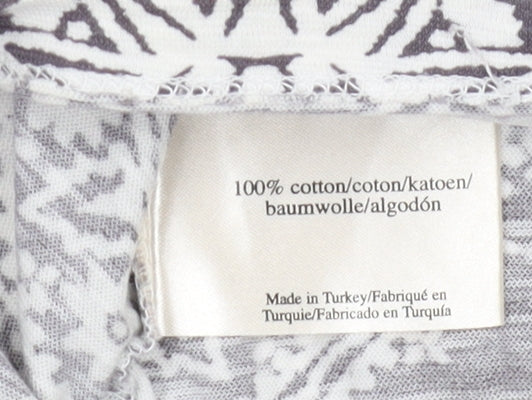 100% cotton/coton/katoen/
baumwolle/algodón
Made in Turkey/Fabriqué en
Turquie/Fabricado en Turquía